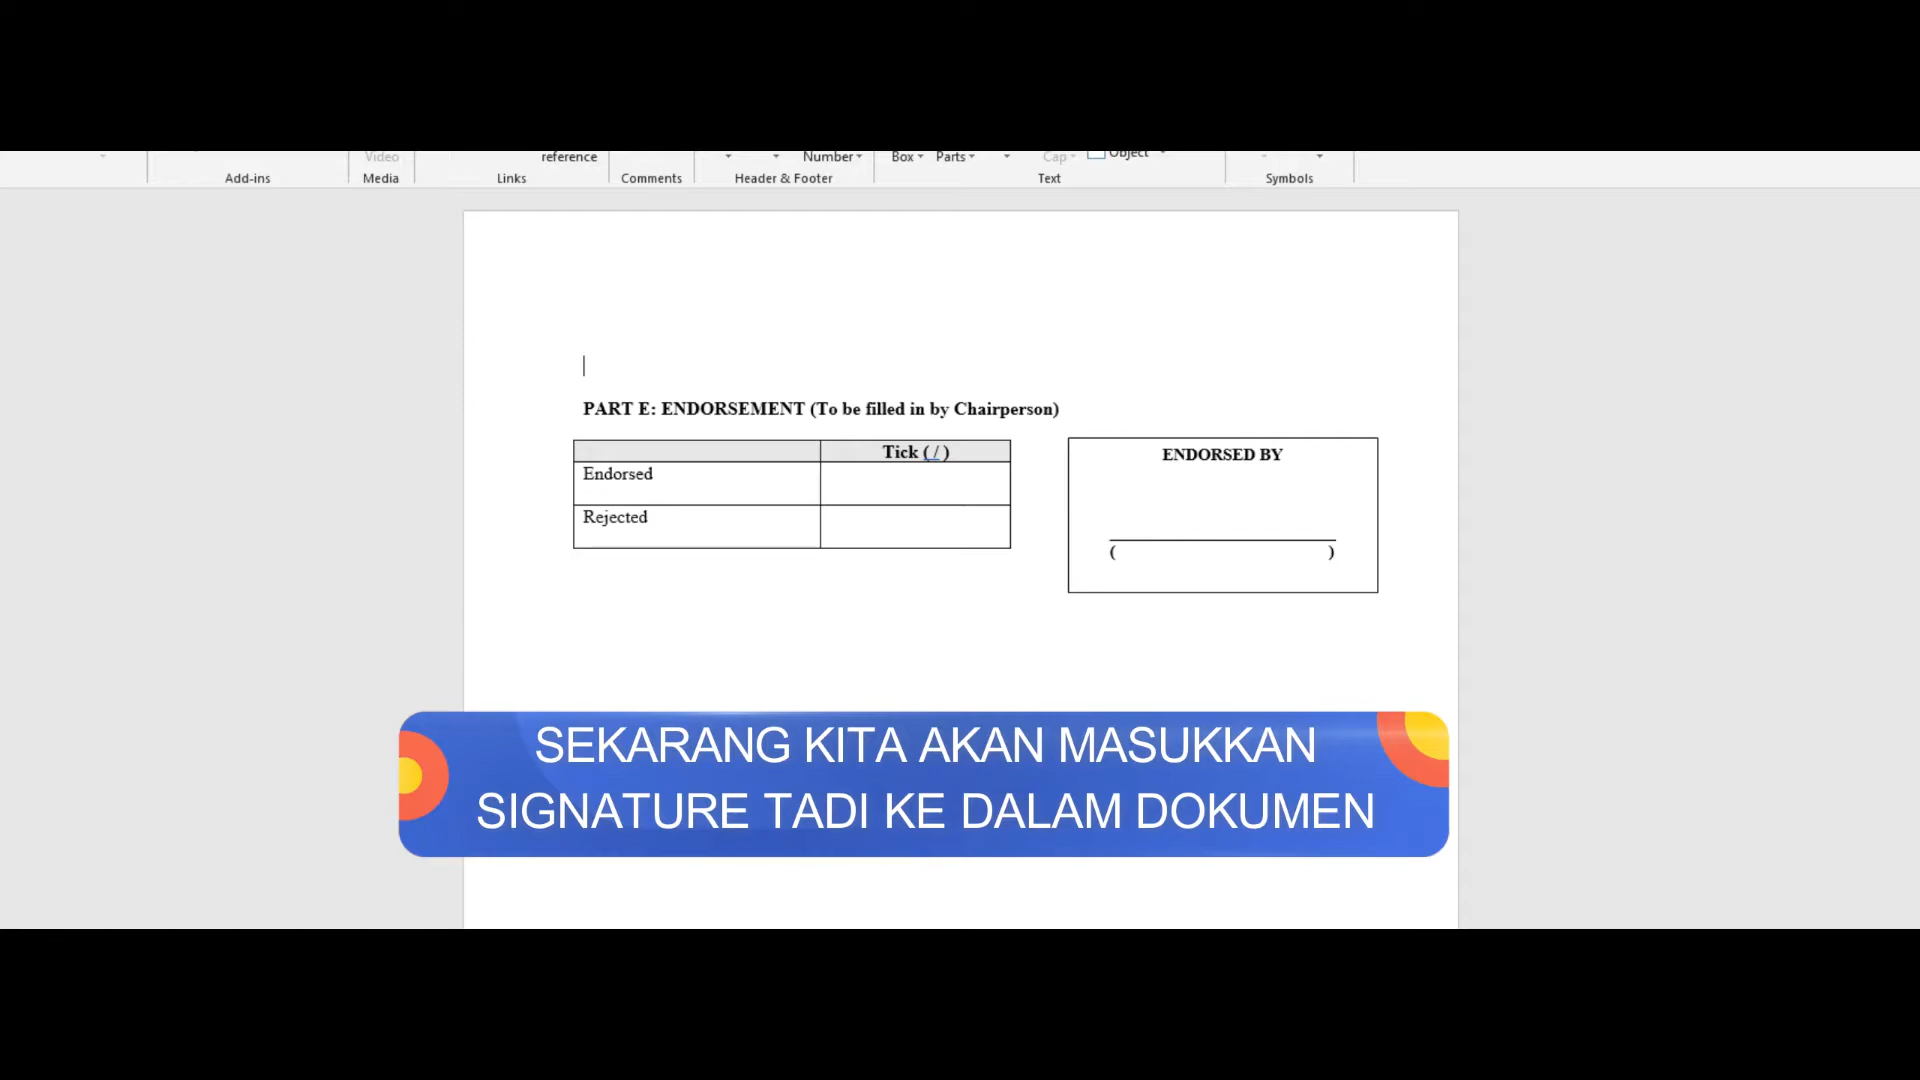 Video reference Number Box Parts Cap Object
Add-ins Media Links Comments Header & Footer Text Symbols
PART E: ENDORSEMENT (To be filled in by Chairperson)
Tick ( / )
Endorsed
Rejected
ENDORSED BY
( )
SEKARANG KITA AKAN MASUKKAN
SIGNATURE TADI KE DALAM DOKUMEN